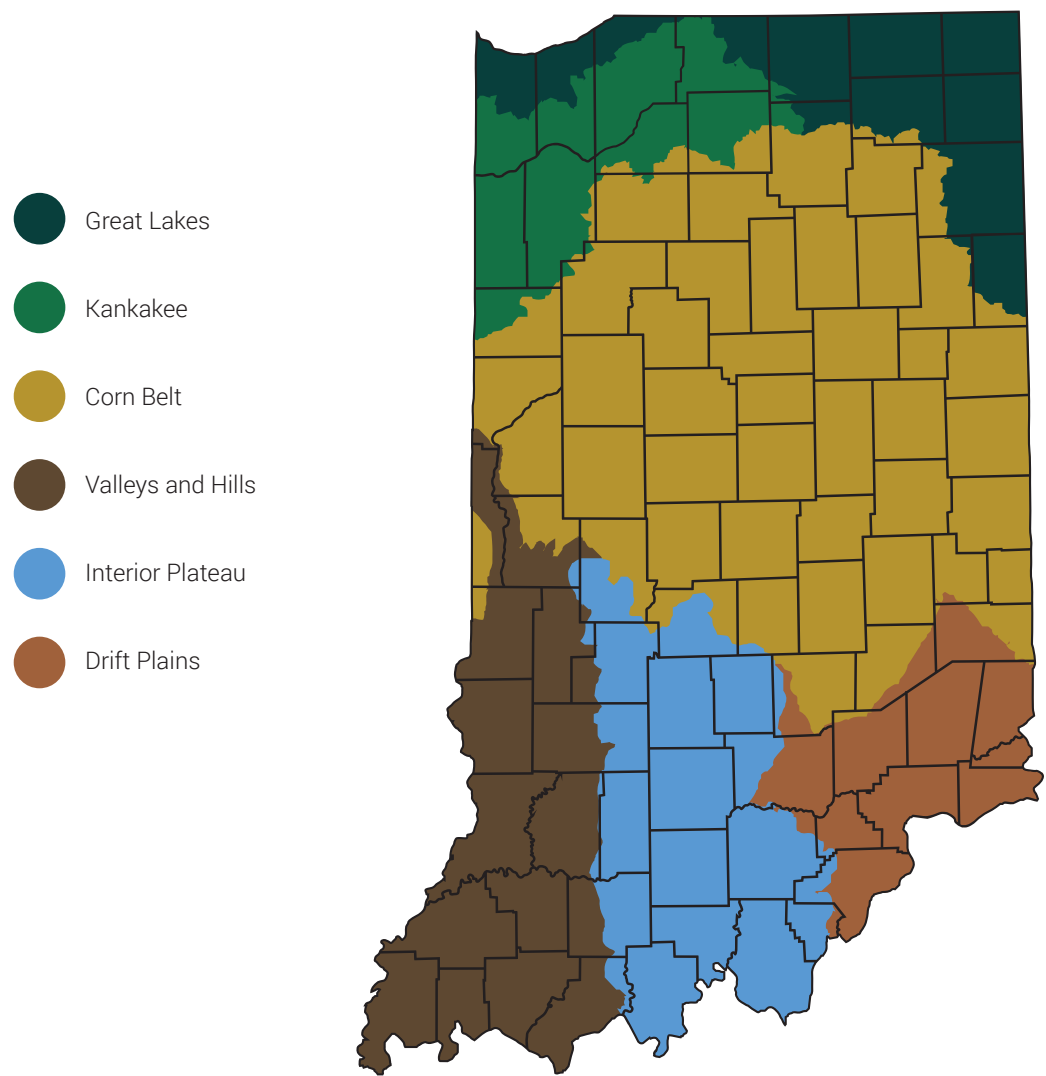 Great Lakes
Kankakee
Corn Belt
Valleys and Hills
Interior Plateau
Drift Plains